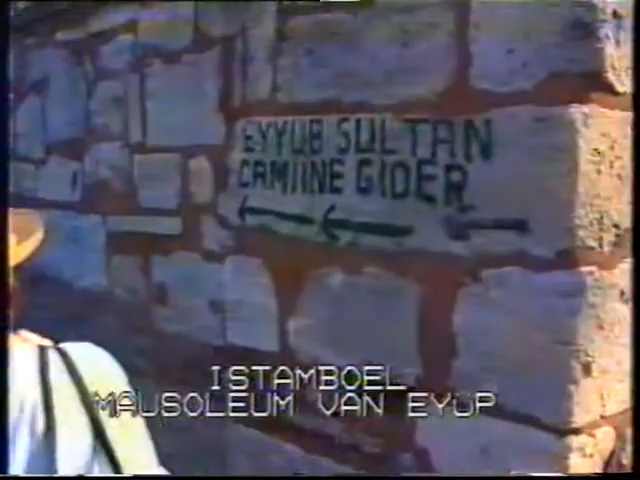 EYYUB SULTAN
CAMIINE GIDER
ISTAMBOEL
MAUSOLEUM VAN EYUP